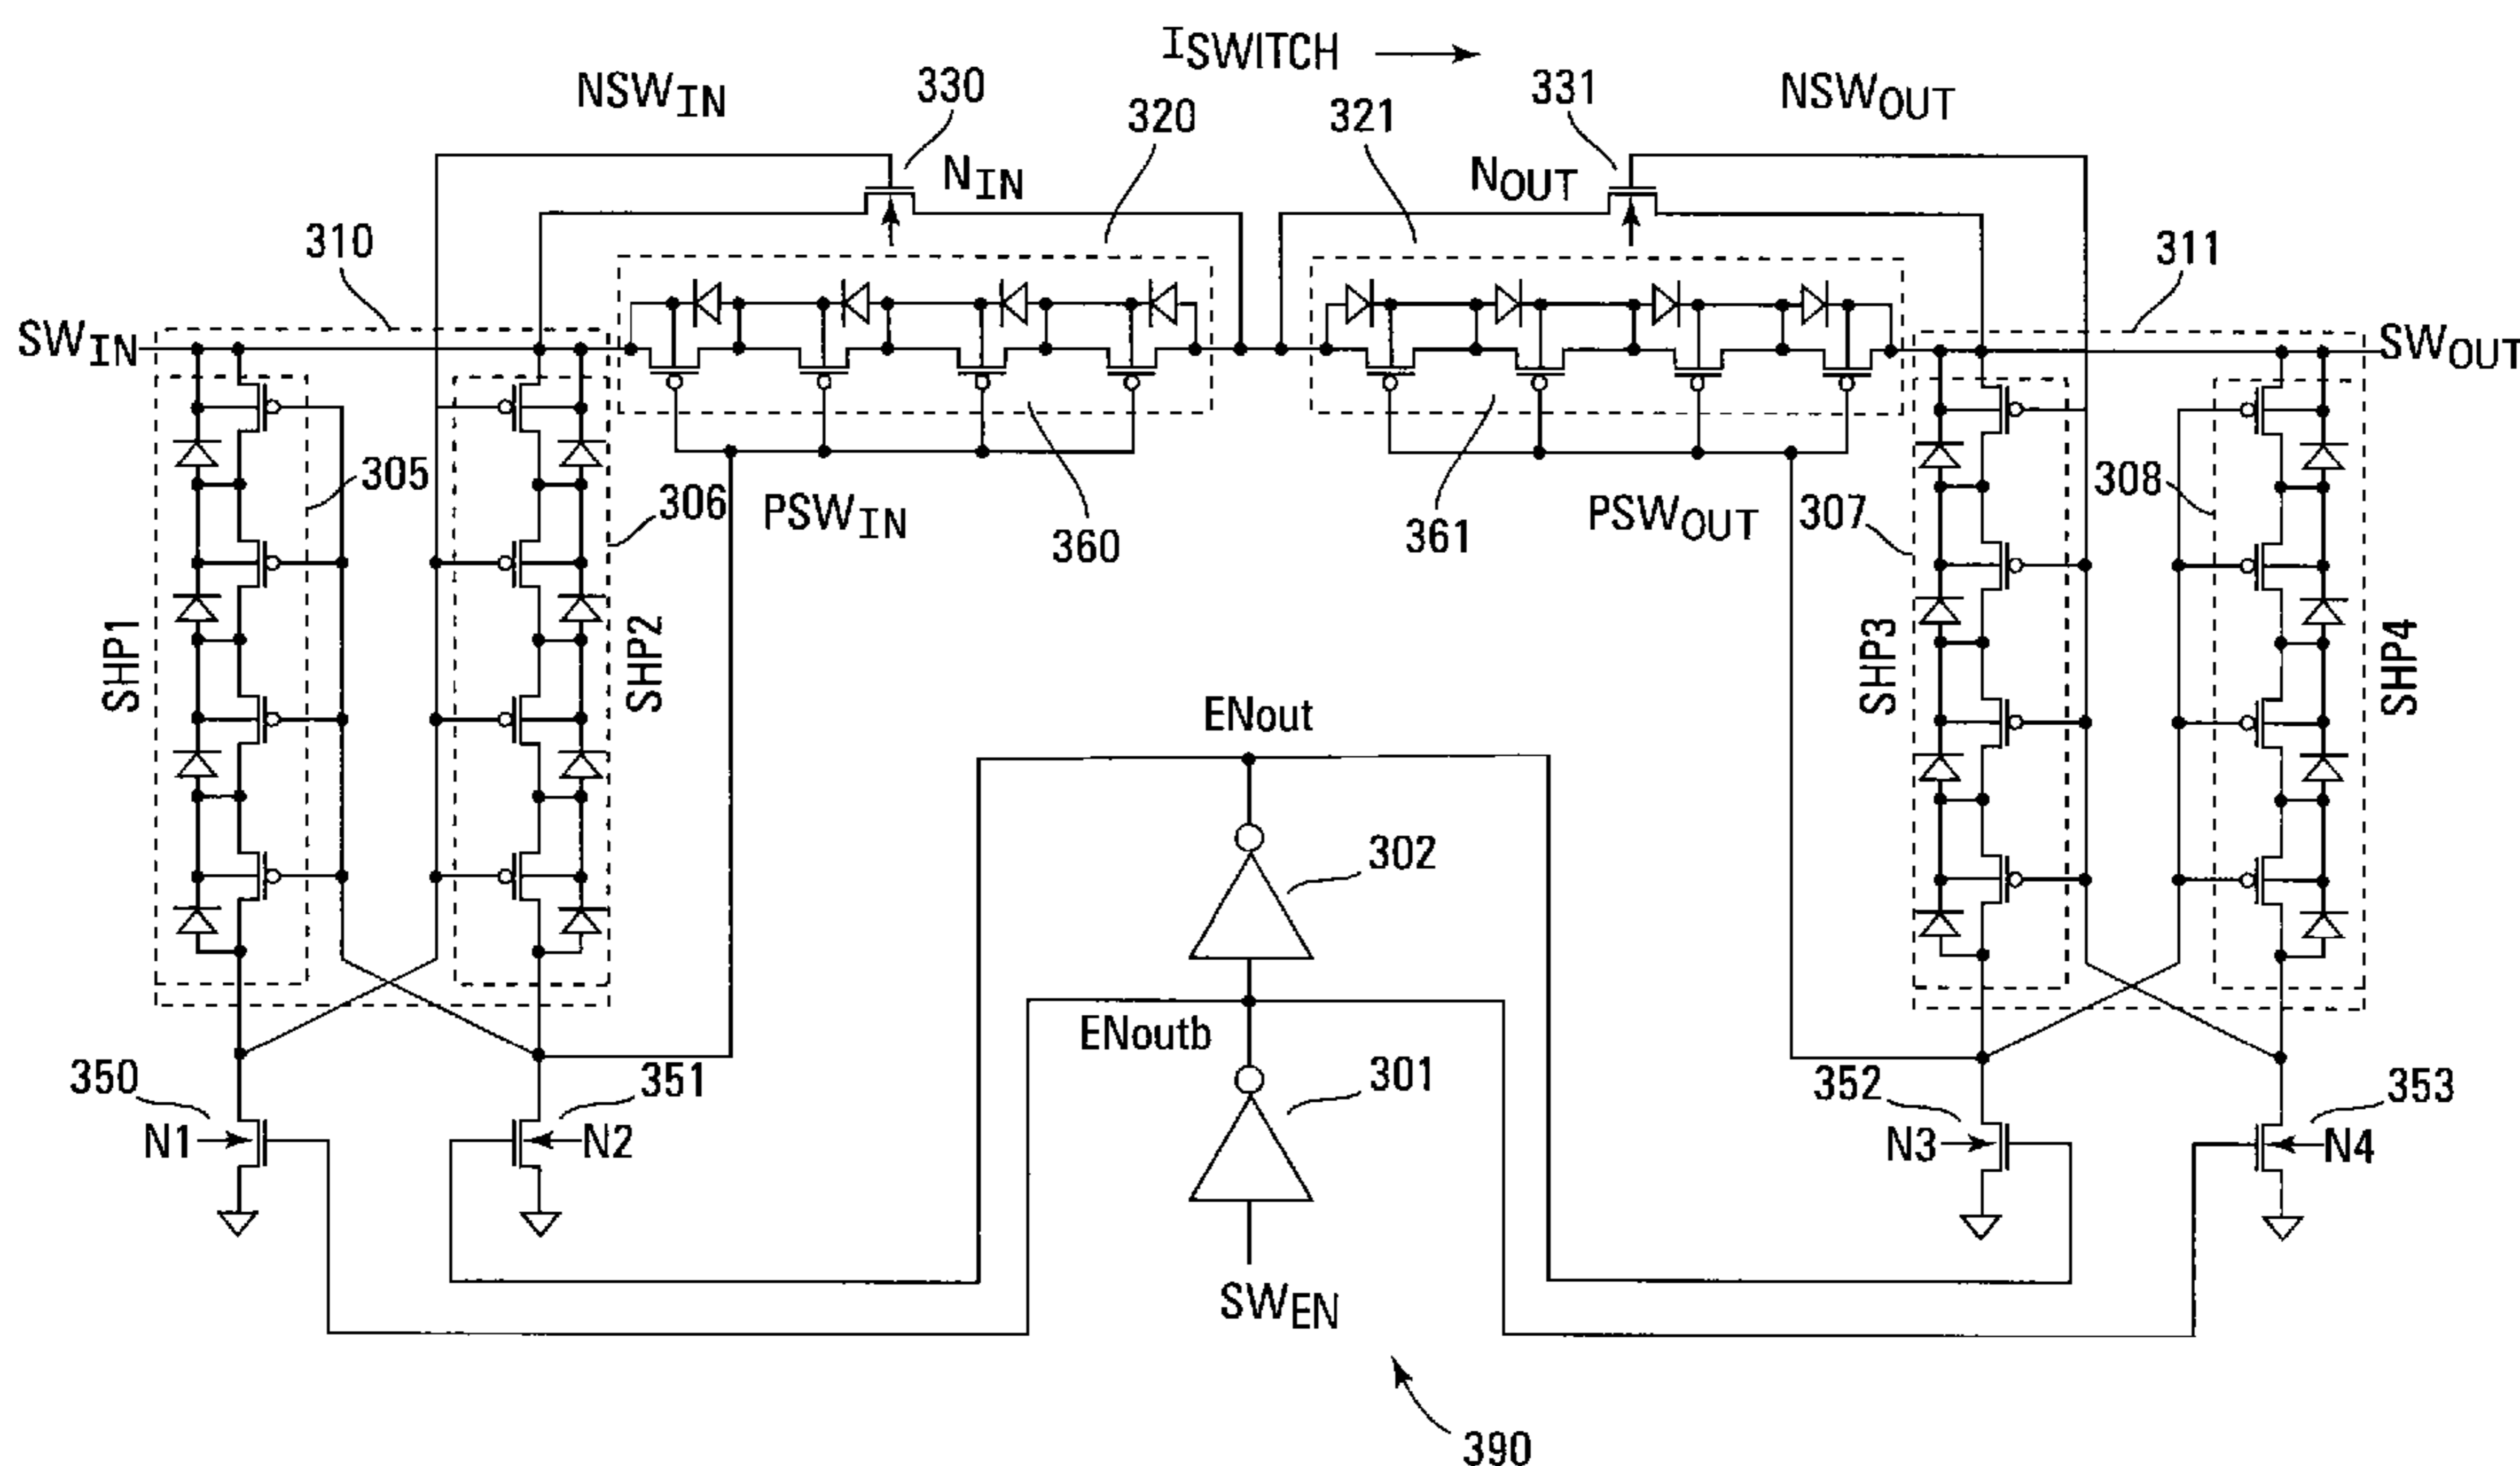 ISWITCH
NSWIN
330
320
321
331
NSWOUT
NIN
NOUT
310
311
SWIN
SWOUT
305
306
PSWIN
360
361
PSWOUT
307
308
SHP1
SHP2
SHP3
SHP4
ENout
302
ENoutb
301
350
351
352
353
N1
N2
N3
N4
SWEN
390